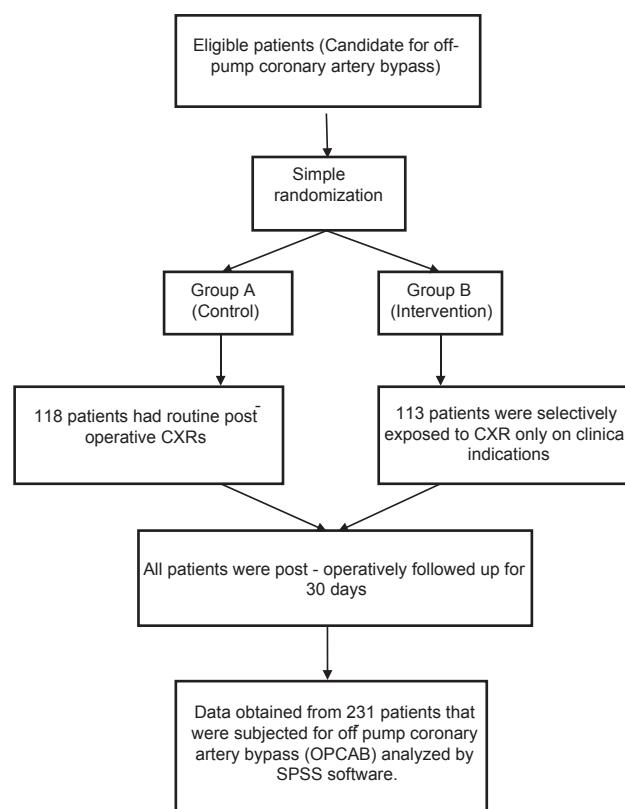 Eligible patients (Candidate for off-
pump coronary artery bypass)
Simple
randomization
Group A
(Control)
Group B
(Intervention)
118 patients had routine post-
operative CXRs
113 patients were selectively
exposed to CXR only on clinical
indications
All patients were post - operatively followed up for
30 days
Data obtained from 231 patients that
were subjected for off-pump coronary
artery bypass (OPCAB) analyzed by
SPSS software.